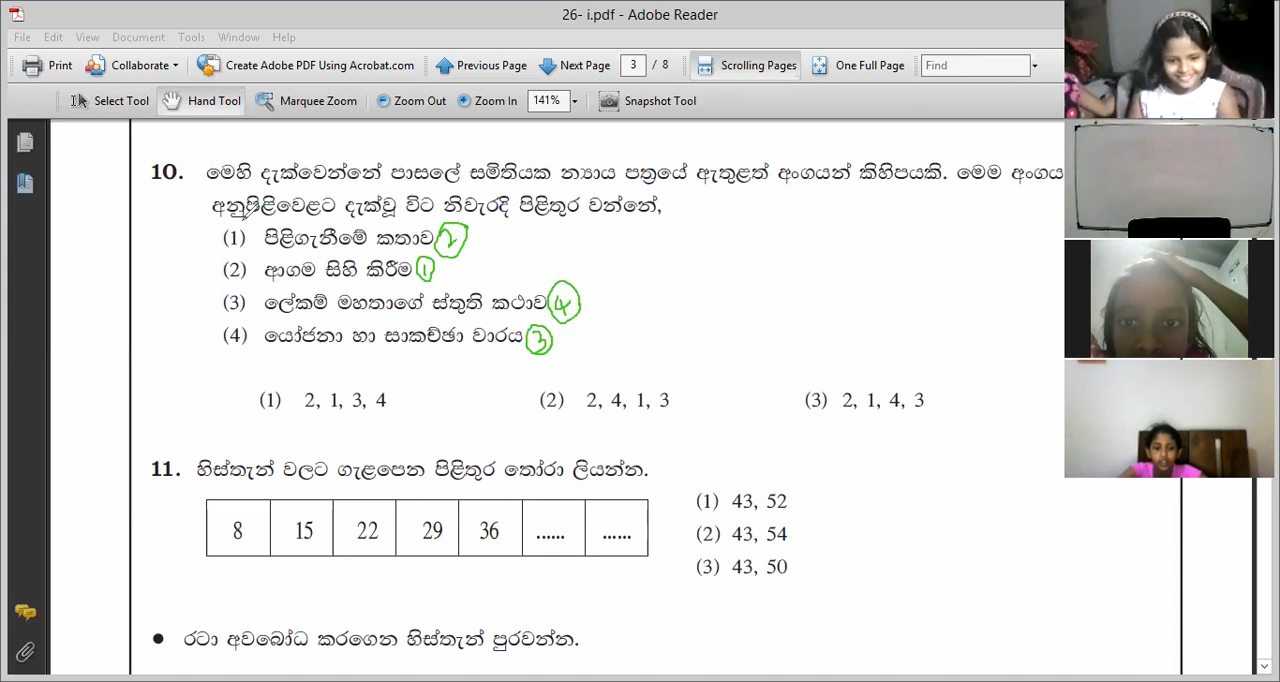 26- i.pdf - Adobe Reader
File Edit View Document Tools Window Help
Print Collaborate Create Adobe PDF Using Acrobat.com Previous Page Next Page 3 / 8 Scrolling Pages One Full Page Find
Select Tool Hand Tool Marquee Zoom Zoom Out Zoom In 141% Snapshot Tool
10. මෙහි දැක්වෙන්නේ පාසලේ සමිතියක න්‍යාය පත්‍රයේ ඇතුළත් අංගයන් කිහිපයකි. මෙම අංගය
අනුපිළිවෙළට දැක්වූ විට නිවැරදි පිළිතුර වන්නේ,
(1) පිළිගැනීමේ කතාව 2
(2) ආගම සිහි කිරීම 1
(3) ලේකම් මහතාගේ ස්තුති කථාව 4
(4) යෝජනා හා සාකච්ඡා වාරය 3
(1) 2, 1, 3, 4 (2) 2, 4, 1, 3 (3) 2, 1, 4, 3
11. හිස්තැන් වලට ගැළපෙන පිළිතුර තෝරා ලියන්න.
8 15 22 29 36 ...... ......
(1) 43, 52
(2) 43, 54
(3) 43, 50
• රටා අවබෝධ කරගෙන හිස්තැන් පුරවන්න.